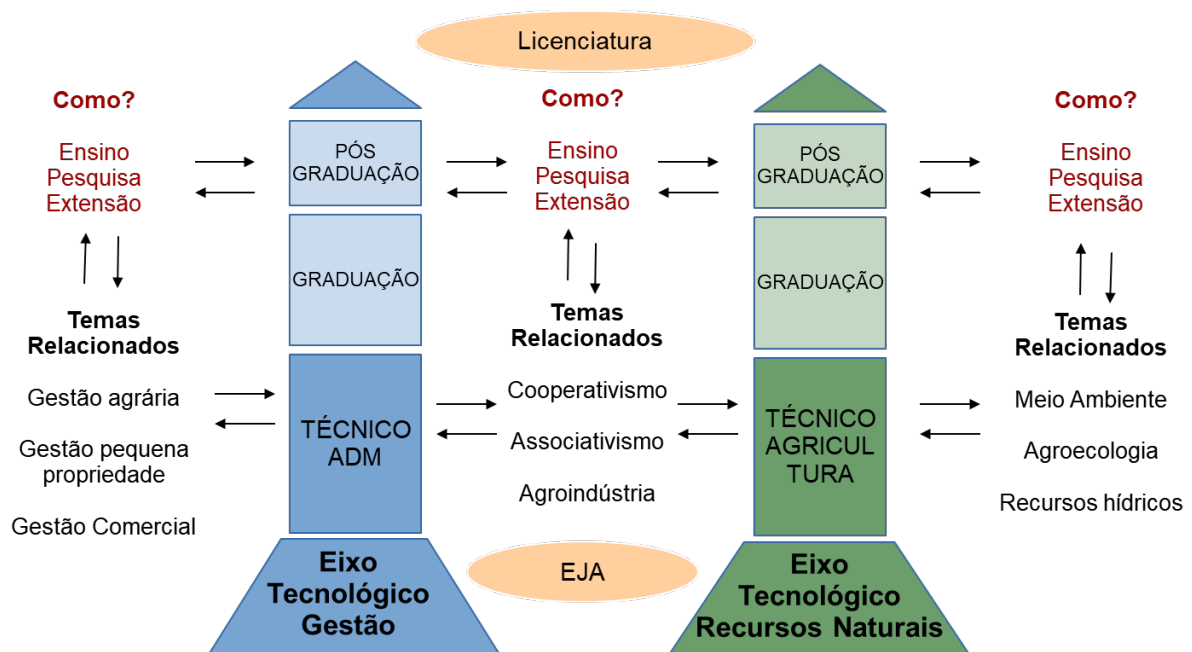 Licenciatura
Como?
Ensino
Pesquisa
Extensão
Temas
Relacionados
Gestão agrária
Gestão pequena
propriedade
Gestão Comercial
PÓS
GRADUAÇÃO
GRADUAÇÃO
TÉCNICO
ADM
Eixo
Tecnológico
Gestão
Como?
Ensino
Pesquisa
Extensão
Temas
Relacionados
Cooperativismo
Associativismo
Agroindústria
EJA
PÓS
GRADUAÇÃO
GRADUAÇÃO
TÉCNICO
AGRICUL
TURA
Eixo
Tecnológico
Recursos Naturais
Como?
Ensino
Pesquisa
Extensão
Temas
Relacionados
Meio Ambiente
Agroecologia
Recursos hídricos